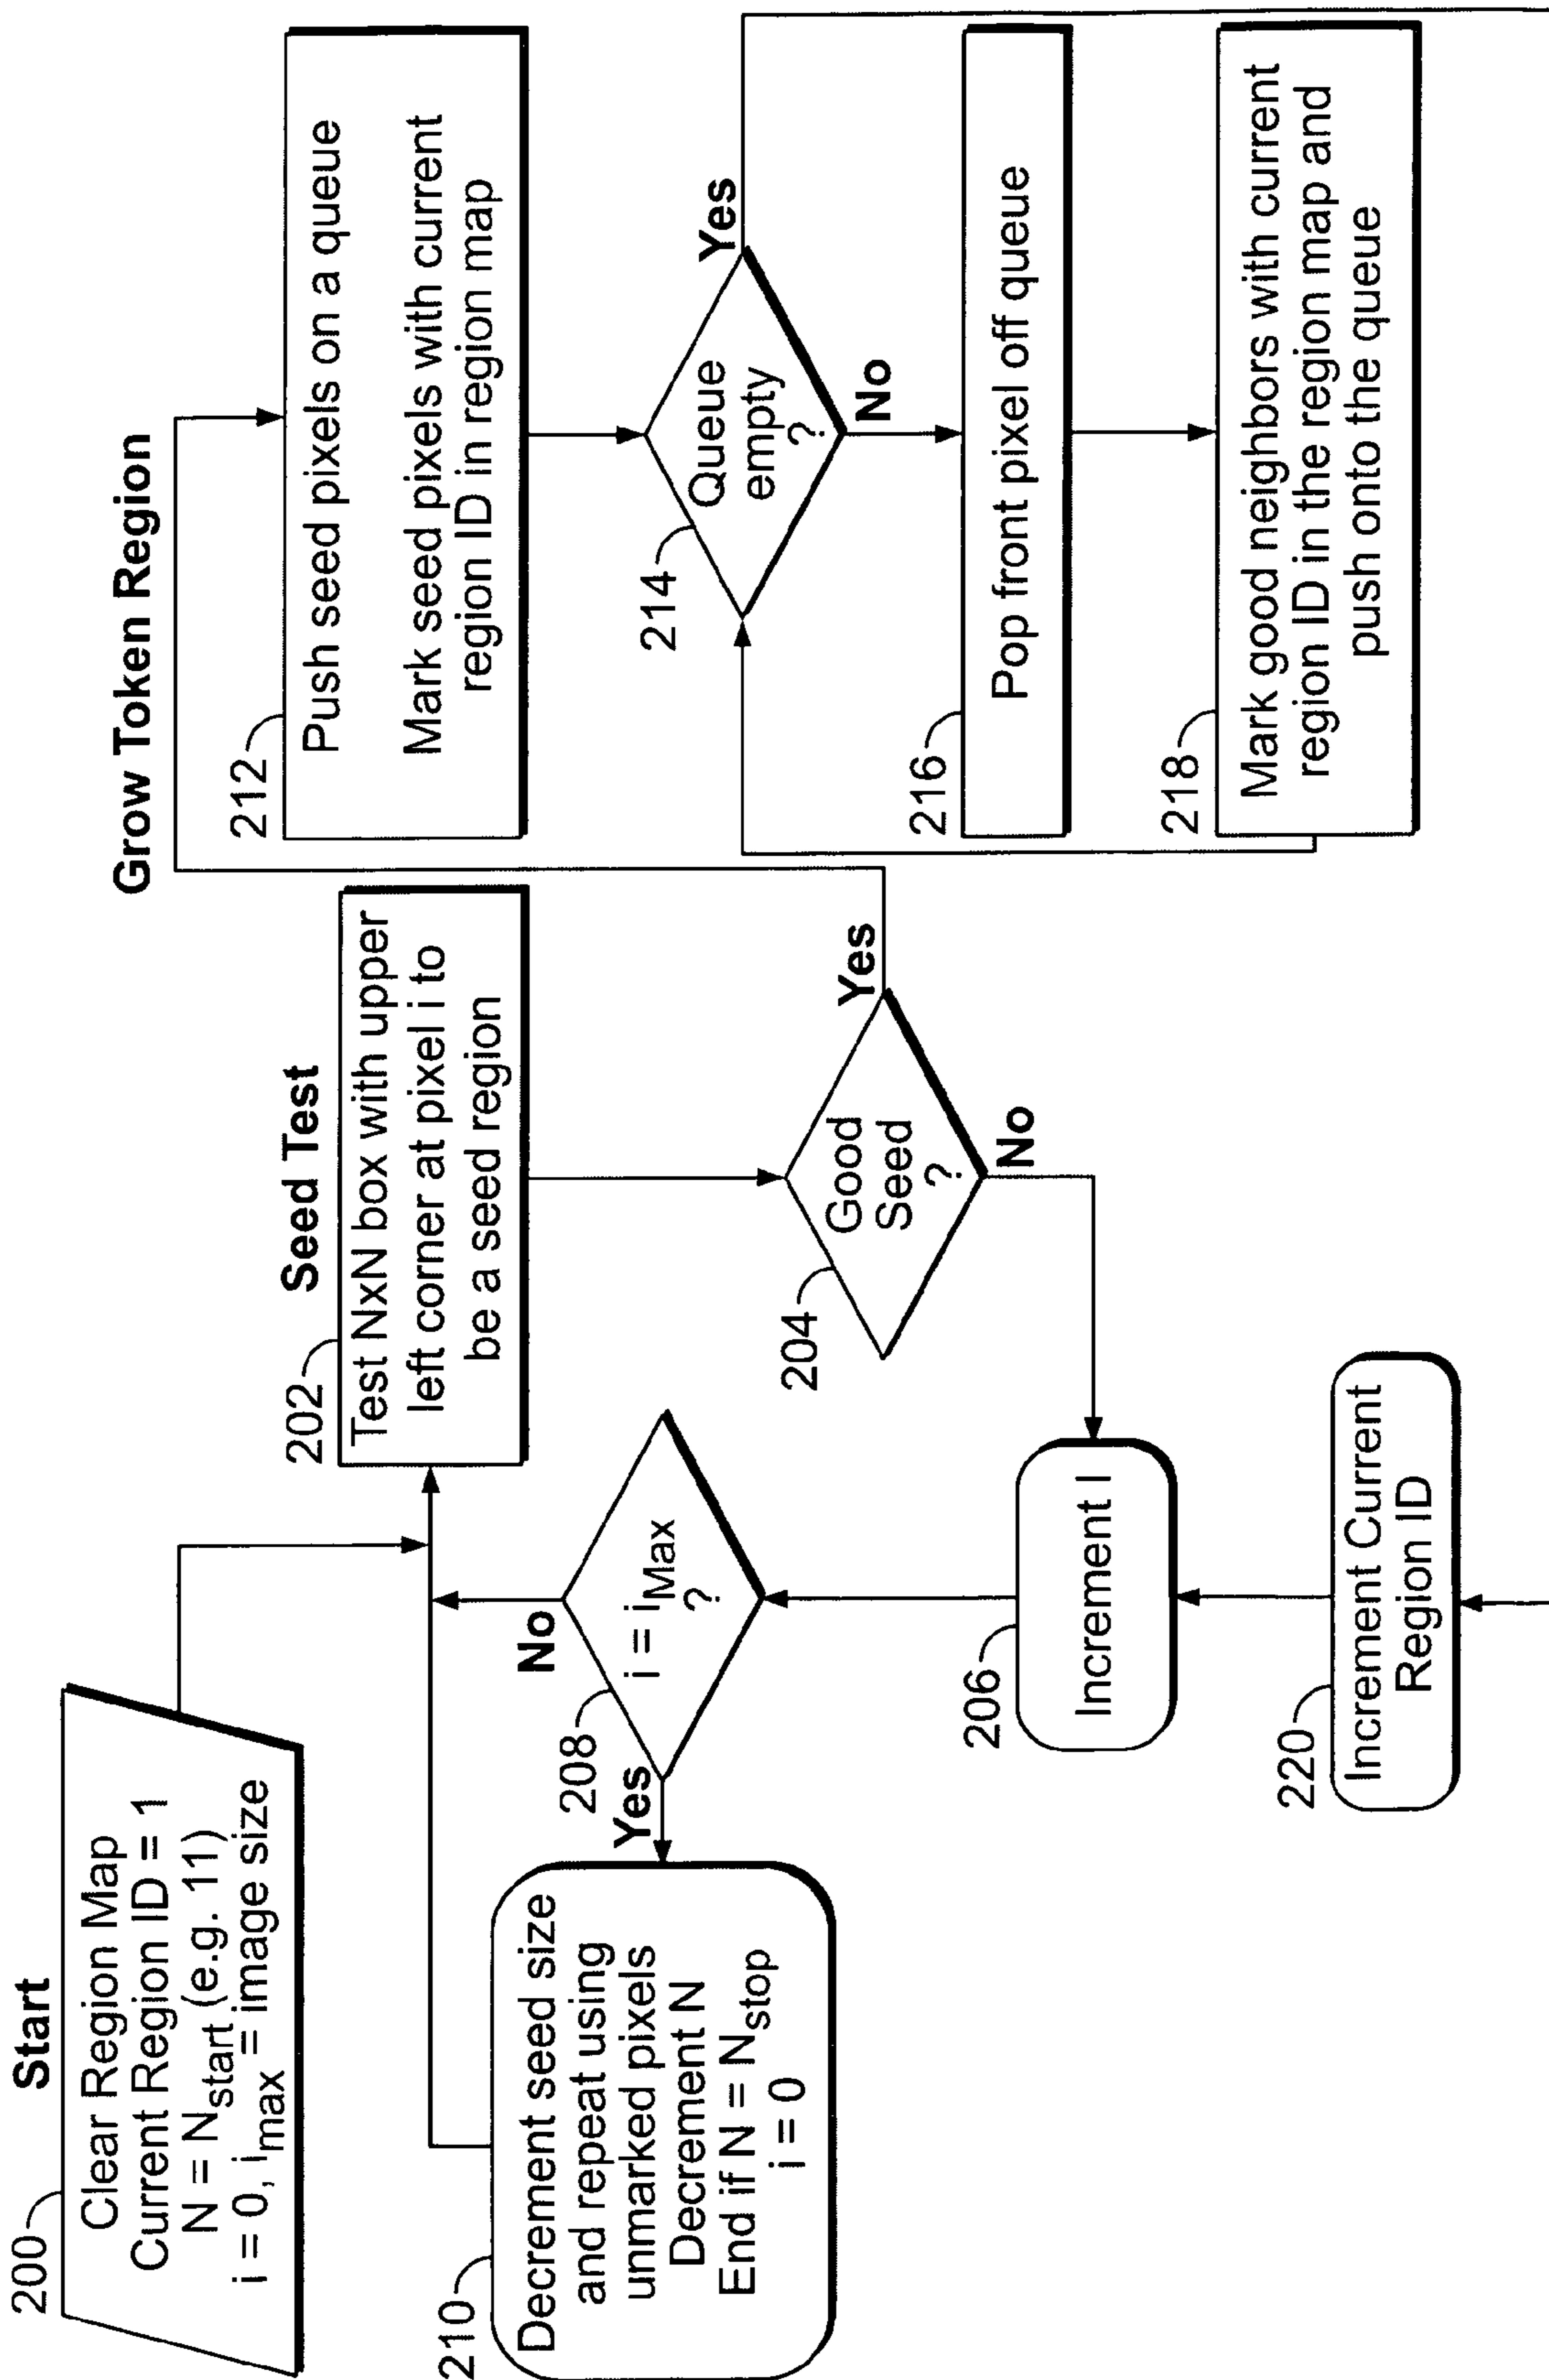 Start
200
Clear Region Map
Current Region ID = 1
N = Nstart (e.g. 11)
i = 0, imax = image size
210
Decrement seed size
and repeat using
unmarked pixels
Decrement N
End if N = Nstop
i = 0
Seed Test
202
Test NxN box with upper
left corner at pixel i to
be a seed region
208
i = iMax
?
Yes
No
204
Good
Seed
?
Yes
No
206
Increment I
220
Increment Current
Region ID
Grow Token Region
212
Push seed pixels on a queue
Mark seed pixels with current
region ID in region map
214
Queue
empty
?
Yes
No
216
Pop front pixel off queue
218
Mark good neighbors with current
region ID in the region map and
push onto the queue